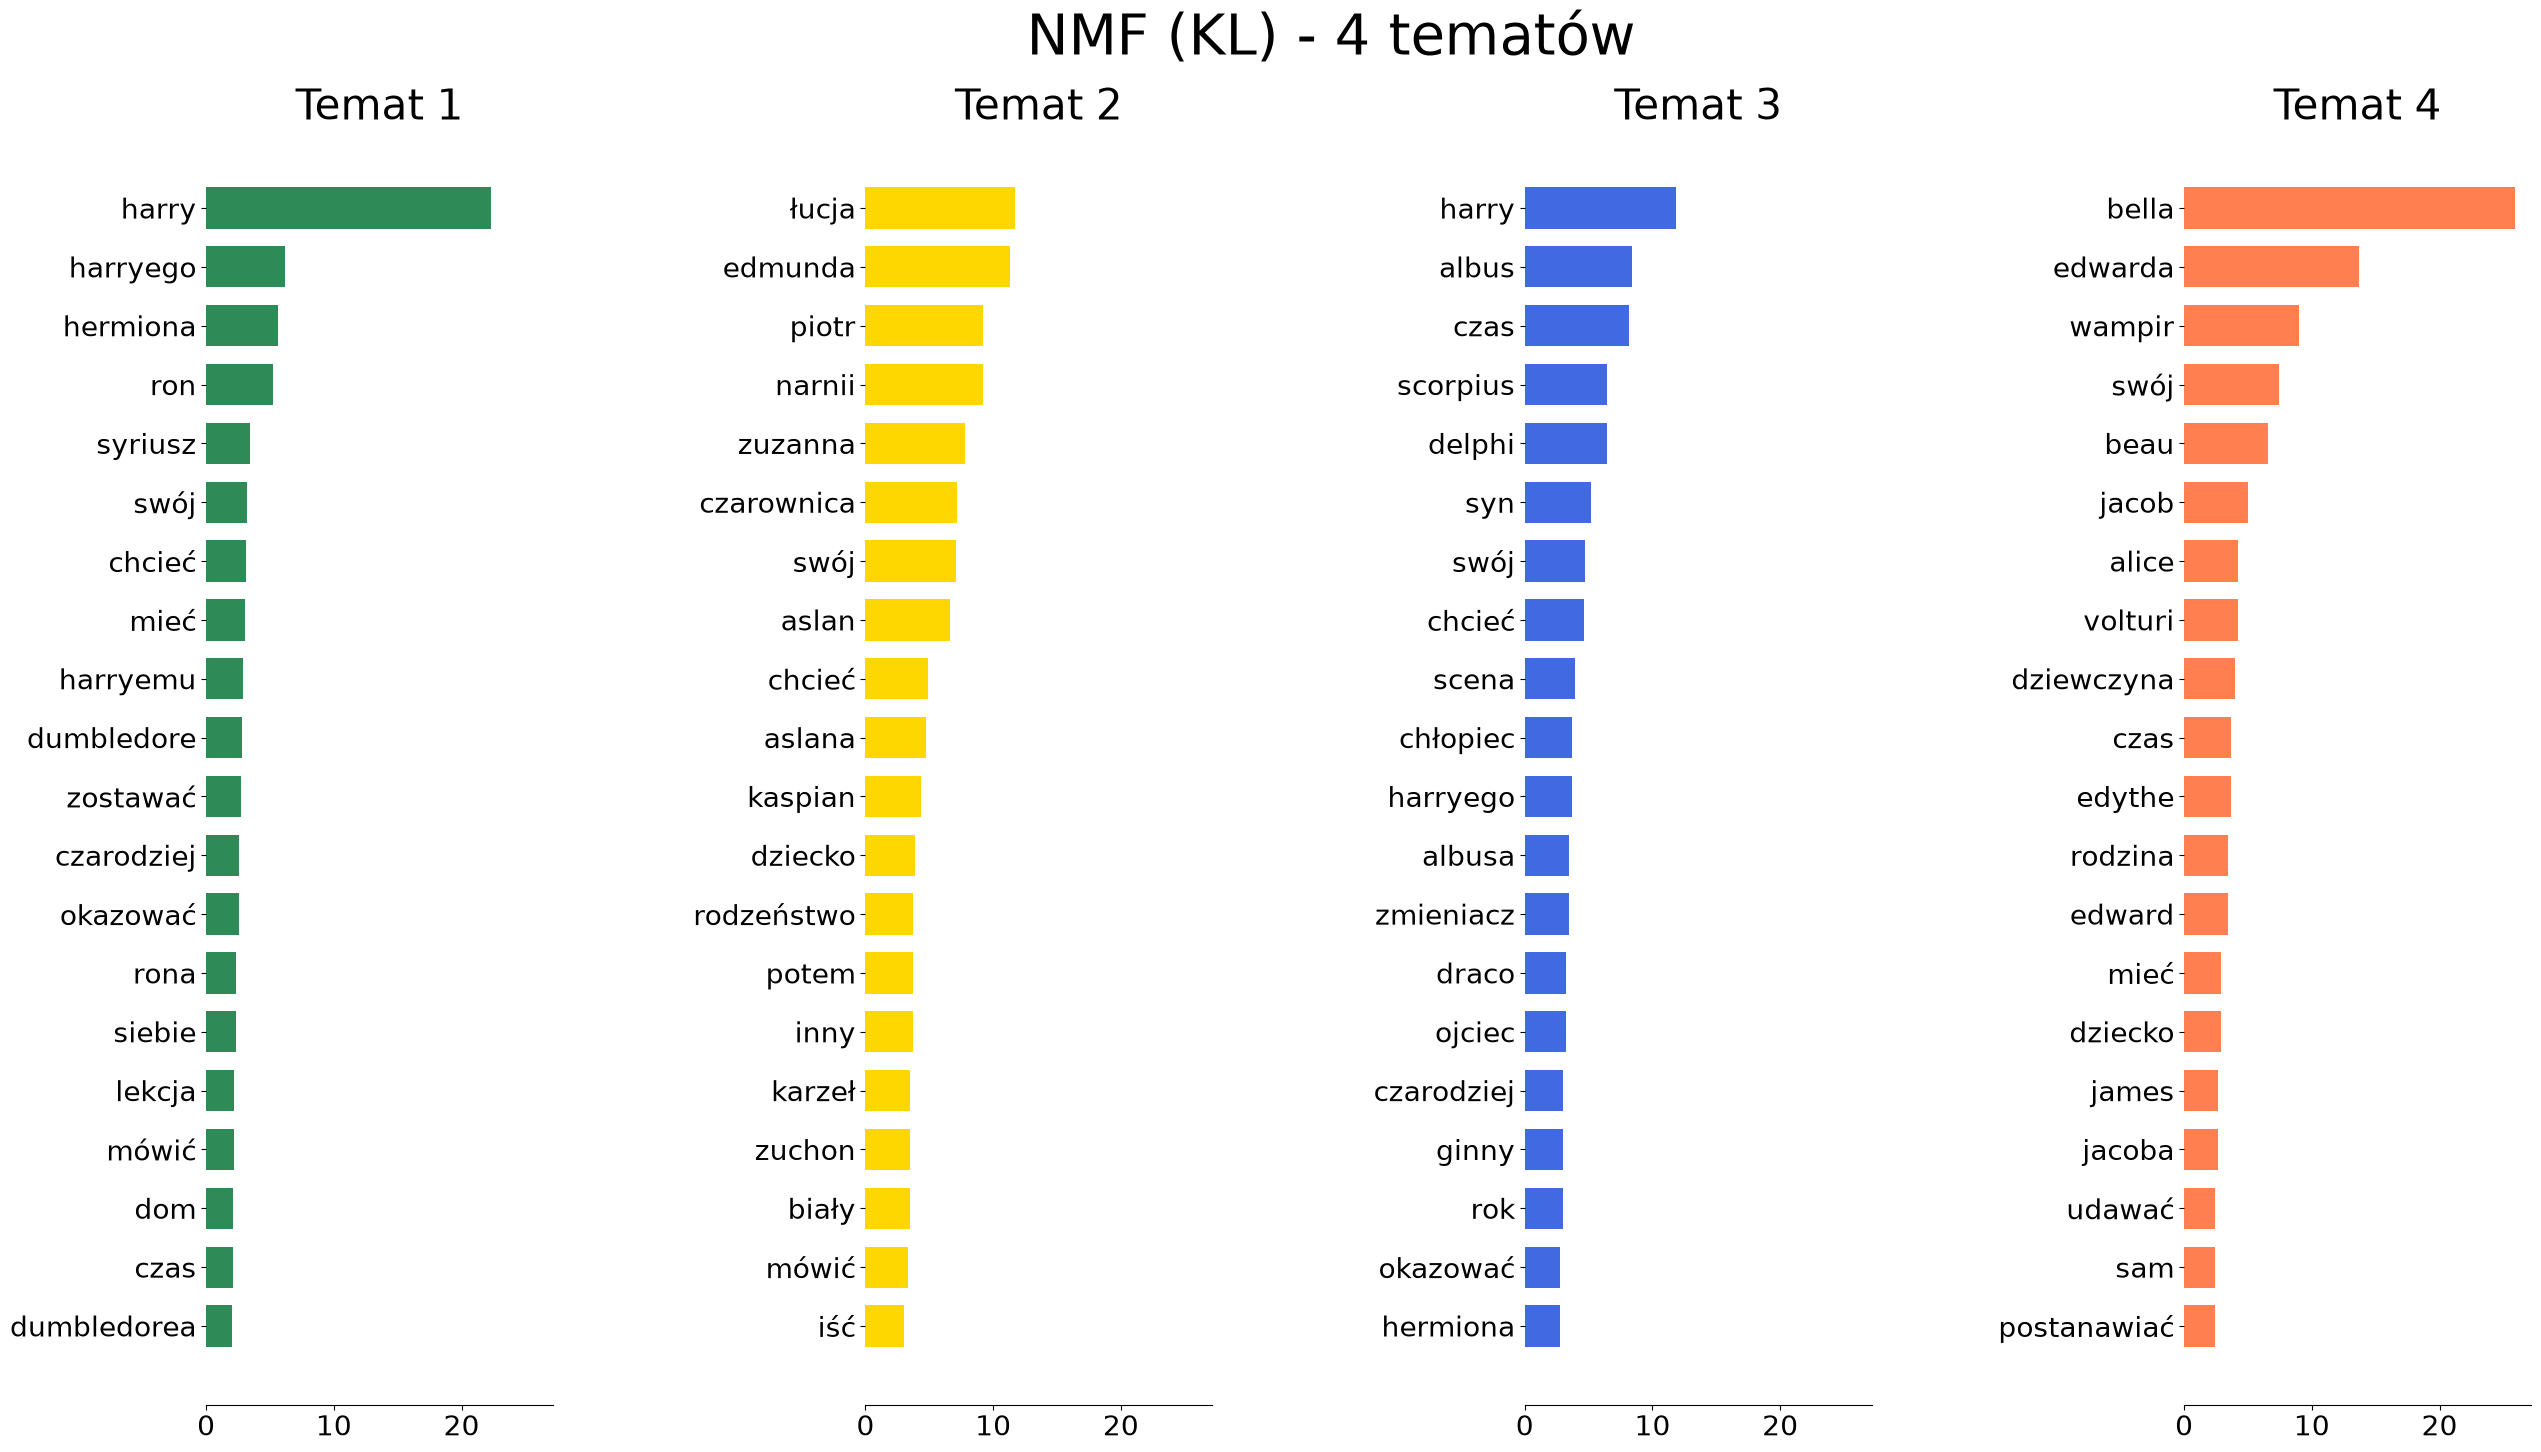 NMF (KL) - 4 tematów
Temat 1
harry
harryego
hermiona
ron
syriusz
swój
chcieć
mieć
harryemu
dumbledore
zostawać
czarodziej
okazować
rona
siebie
lekcja
mówić
dom
czas
dumbledorea
0 10 20
Temat 2
łucja
edmunda
piotr
narnii
zuzanna
czarownica
swój
aslan
chcieć
aslana
kaspian
dziecko
rodzeństwo
potem
inny
karzeł
zuchon
biały
mówić
iść
0 10 20
Temat 3
harry
albus
czas
scorpius
delphi
syn
swój
chcieć
scena
chłopiec
harryego
albusa
zmieniacz
draco
ojciec
czarodziej
ginny
rok
okazować
hermiona
0 10 20
Temat 4
bella
edwarda
wampir
swój
beau
jacob
alice
volturi
dziewczyna
czas
edythe
rodzina
edward
mieć
dziecko
james
jacoba
udawać
sam
postanawiać
0 10 20